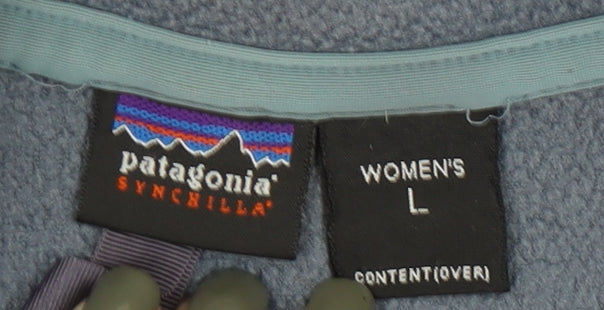 patagonia®
SYNCHILLA®
WOMEN'S
L
CONTENT(OVER)